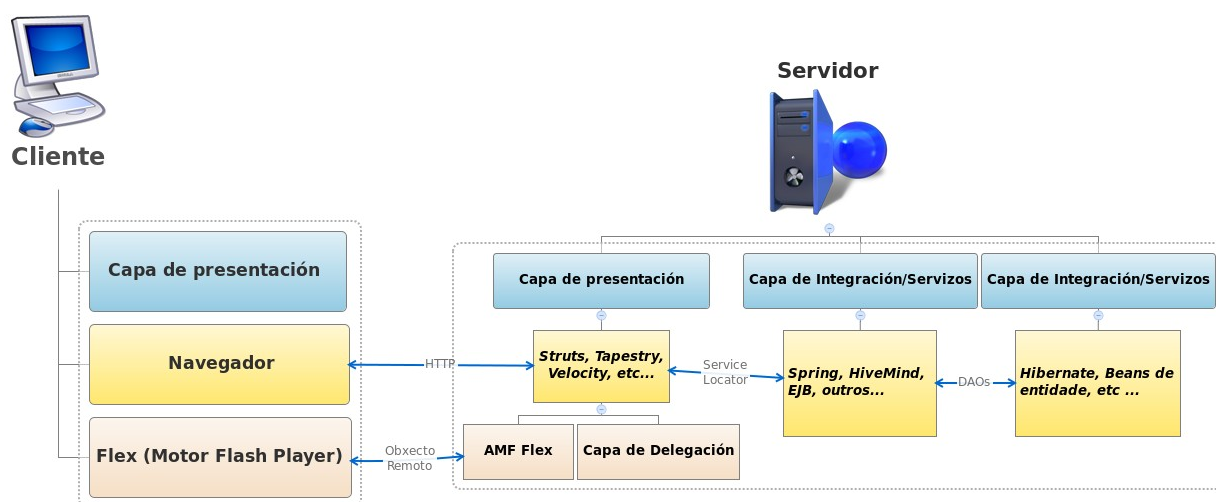 Servidor
Cliente
Capa de presentación
Navegador
Flex (Motor Flash Player)
HTTP
Obxecto
Remoto
Capa de presentación
Capa de Integración/Servizos
Capa de Integración/Servizos
Struts, Tapestry,
Velocity, etc...
Service
Locator
Spring, HiveMind,
EJB, outros...
DAOs
Hibernate, Beans de
entidade, etc ...
AMF Flex
Capa de Delegación